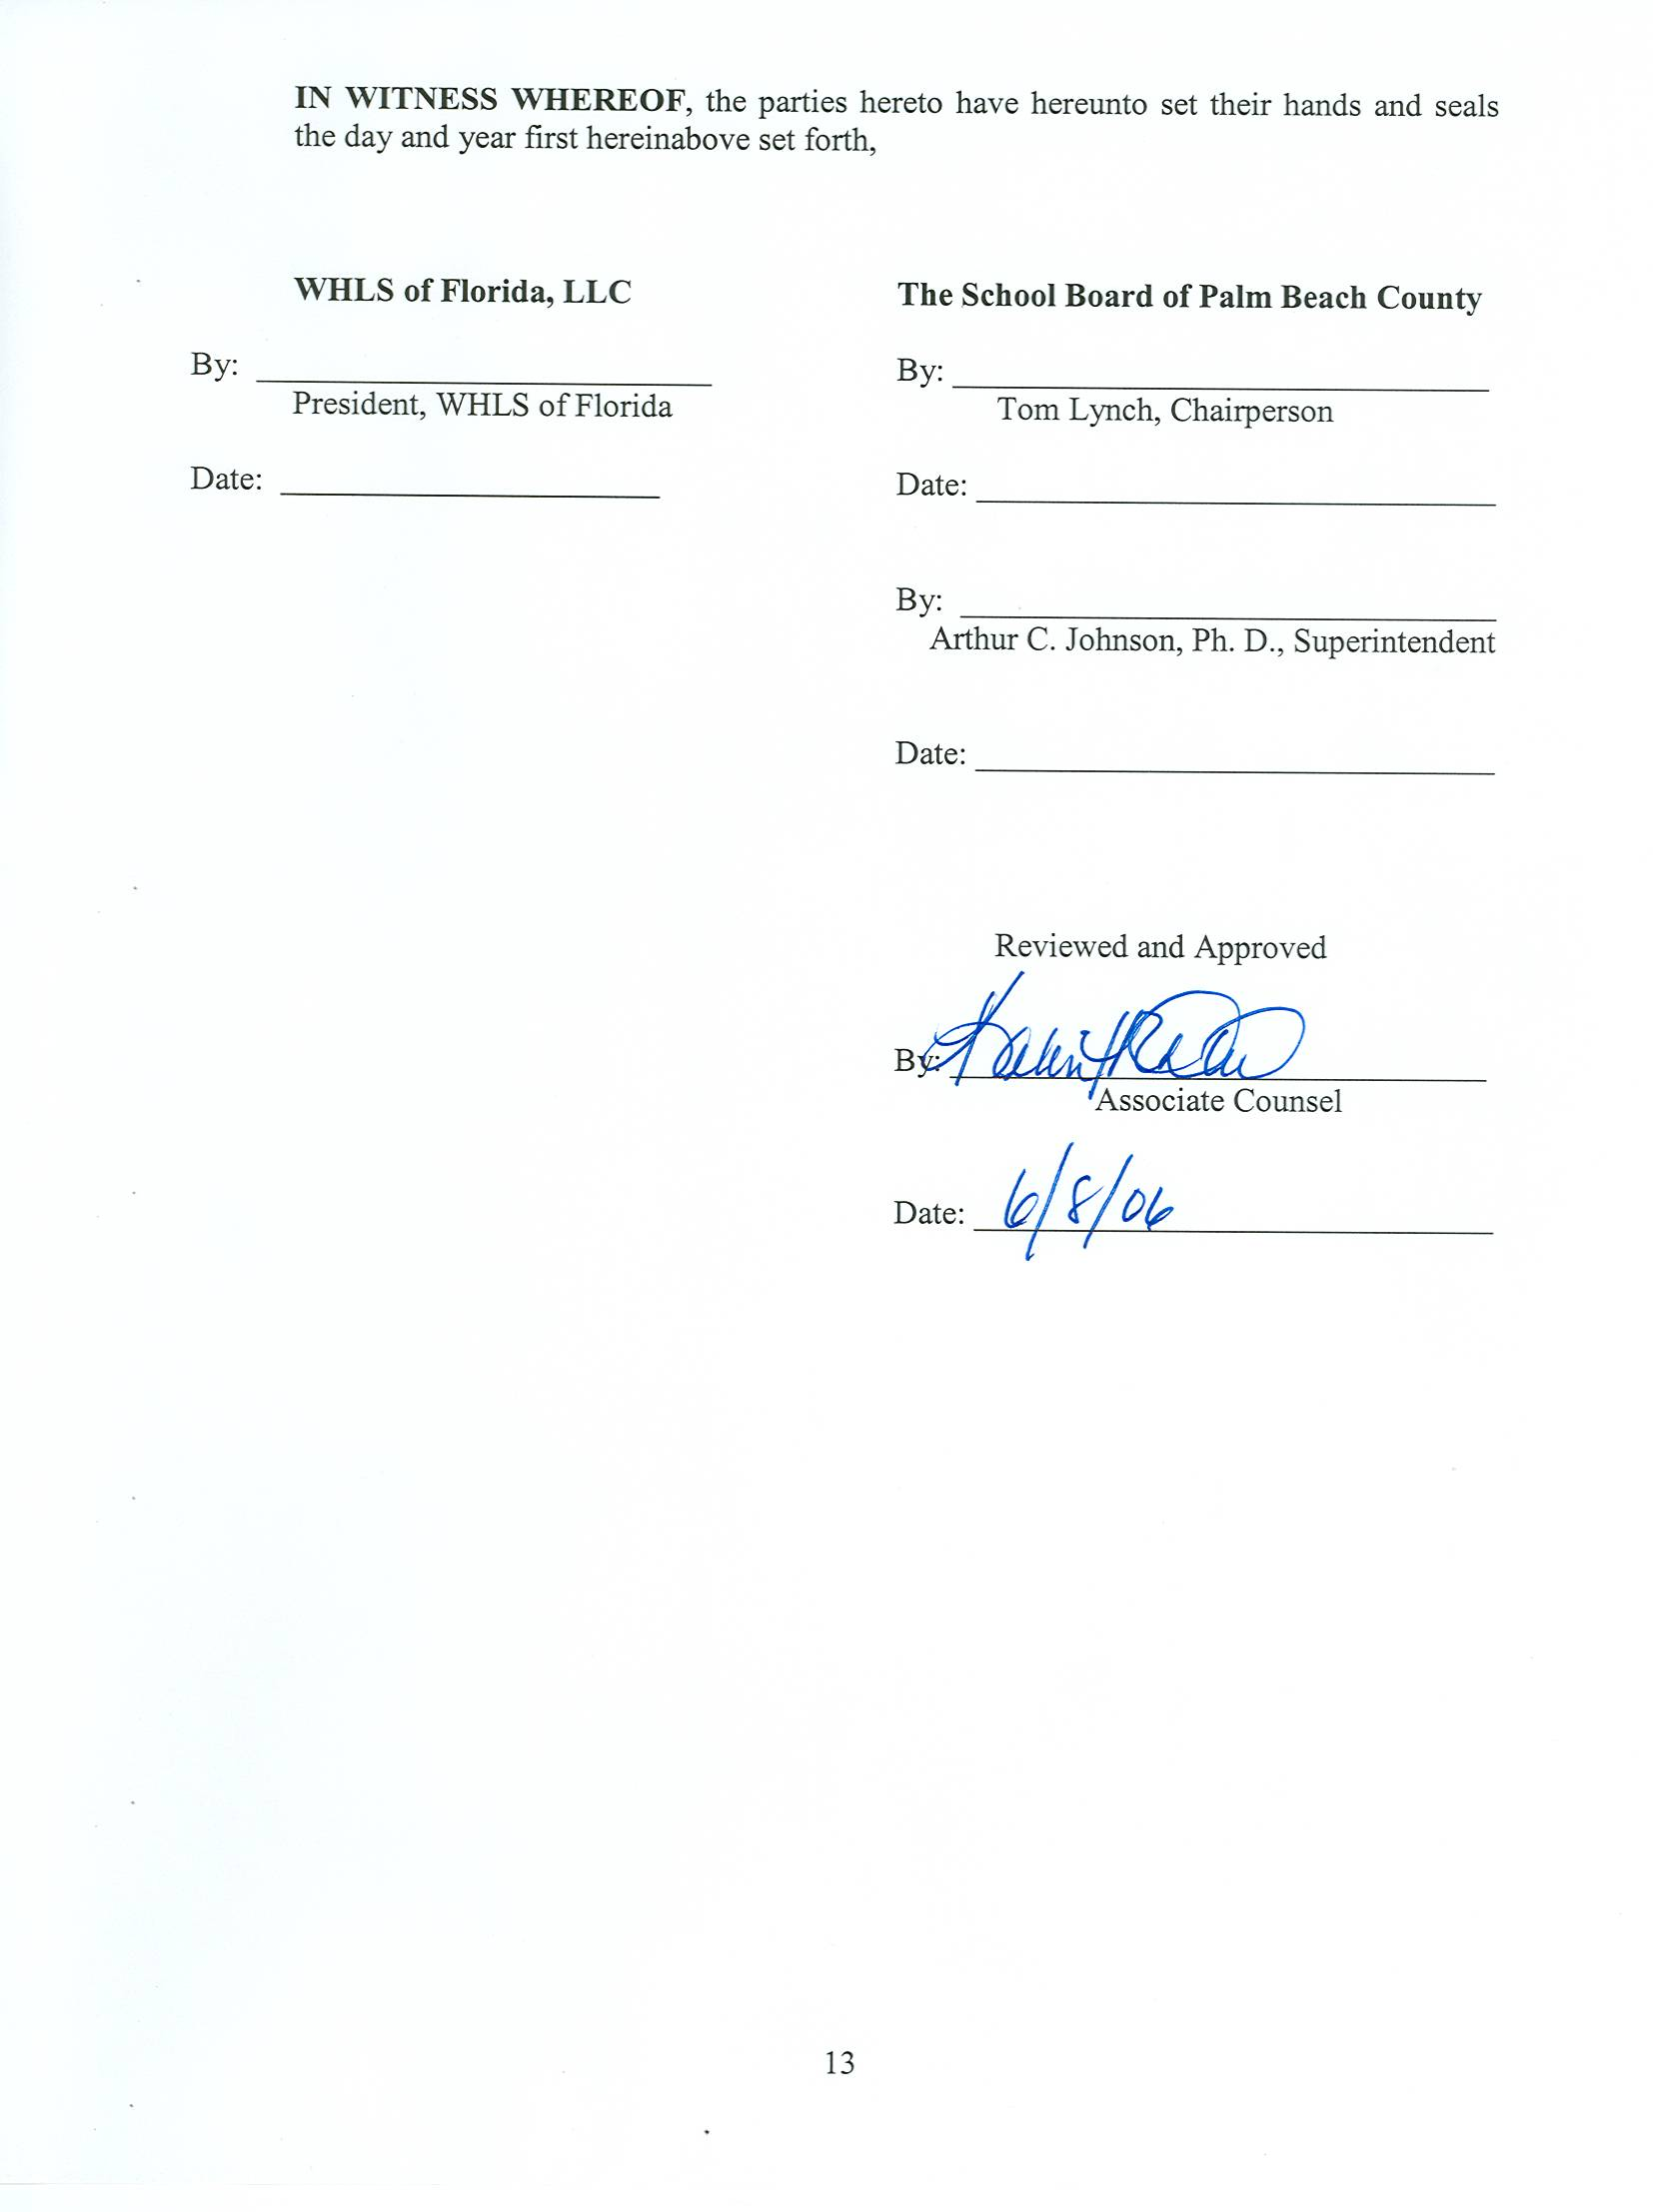 IN WITNESS WHEREOF, the parties hereto have hereunto set their hands and seals
the day and year first hereinabove set forth,
WHLS of Florida, LLC
By:
President, WHLS of Florida
Date:
The School Board of Palm Beach County
By:
Tom Lynch, Chairperson
Date:
By:
Arthur C. Johnson, Ph. D., Superintendent
Date:
Reviewed and Approved
By:
Associate Counsel
Date: 6/8/06
13